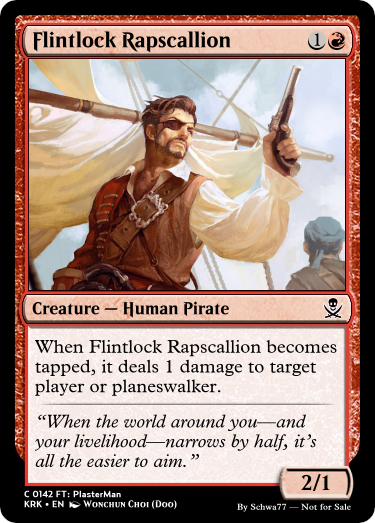 Flintlock Rapscallion 1
Creature — Human Pirate
When Flintlock Rapscallion becomes
tapped, it deals 1 damage to target
player or planeswalker.
“When the world around you—and
your livelihood—narrows by half, it’s
all the easier to aim.”
2/1
C 0142 FT: PlasterMan
KRK • EN Wonchun Choi (Doo)
By Schwa77 — Not for Sale